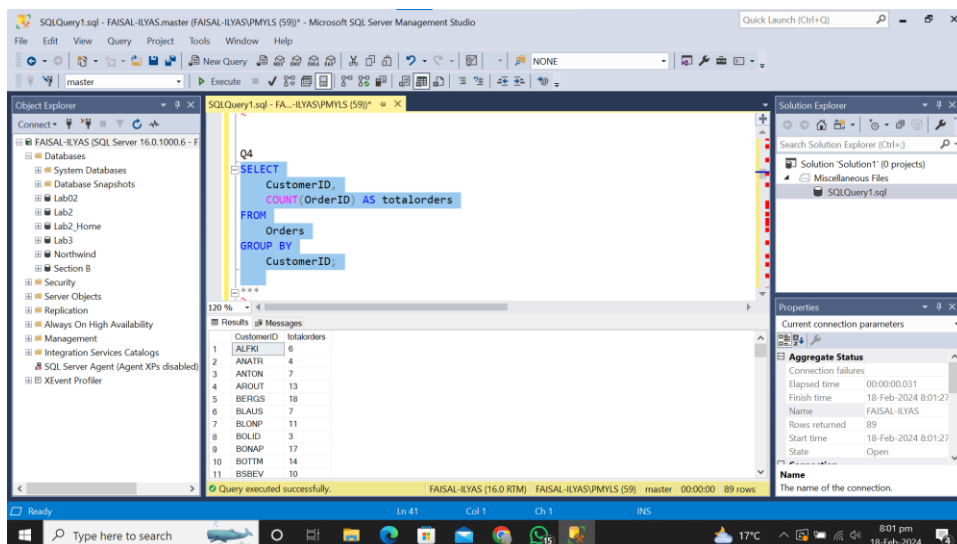 SQLQuery1.sql - FAISAL-ILYAS.master (FAISAL-ILYAS\PMYLS (59))* - Microsoft SQL Server Management Studio
Quick Launch (Ctrl+Q)
File Edit View Query Project Tools Window Help
New Query
NONE
master
Execute
Object Explorer
Connect
FAISAL-ILYAS (SQL Server 16.0.1000.6 - F
Databases
System Databases
Database Snapshots
Lab02
Lab2
Lab2_Home
Lab3
Northwind
Section B
Security
Server Objects
Replication
Always On High Availability
Management
Integration Services Catalogs
SQL Server Agent (Agent XPs disabled)
XEvent Profiler
SQLQuery1.sql - FA...-ILYAS\PMYLS (59))*
Q4
SELECT
CustomerID,
COUNT(OrderID) AS totalorders
FROM
Orders
GROUP BY
CustomerID;
***
120 %
Results Messages
CustomerID totalorders
1 ALFKI 6
2 ANATR 4
3 ANTON 7
4 AROUT 13
5 BERGS 18
6 BLAUS 7
7 BLONP 11
8 BOLID 3
9 BONAP 17
10 BOTTM 14
11 BSBEV 10
Query executed successfully.
FAISAL-ILYAS (16.0 RTM) FAISAL-ILYAS\PMYLS (59) master 00:00:00 89 rows
Solution Explorer
Search Solution Explorer (Ctrl+;)
Solution 'Solution1' (0 projects)
Miscellaneous Files
SQLQuery1.sql
Properties
Current connection parameters
Aggregate Status
Connection failures
Elapsed time 00:00:00.031
Finish time 18-Feb-2024 8:01:27
Name FAISAL-ILYAS
Rows returned 89
Start time 18-Feb-2024 8:01:27
State Open
Name
The name of the connection.
Ready
Ln 41 Col 1 Ch 1 INS
Type here to search
15
17°C
8:01 pm
18-Feb-2024
4